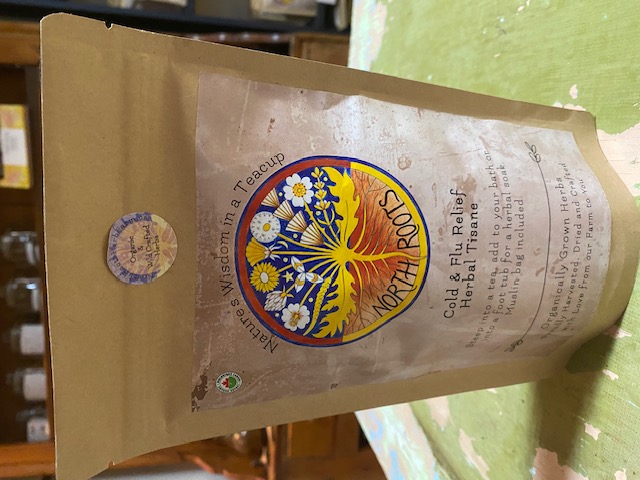 Organic
&
Wild Crafted
Herbs
Nature's Wisdom in a Teacup
NORTH ROOTS
Cold & Flu Relief
Herbal Tisane
Steep into a tea, add to your bath or
into a foot tub for a herbal soak.
Muslin bag included.
Organically Grown Herbs
Harvested, Dried and Crafted
Love from our Farm to you